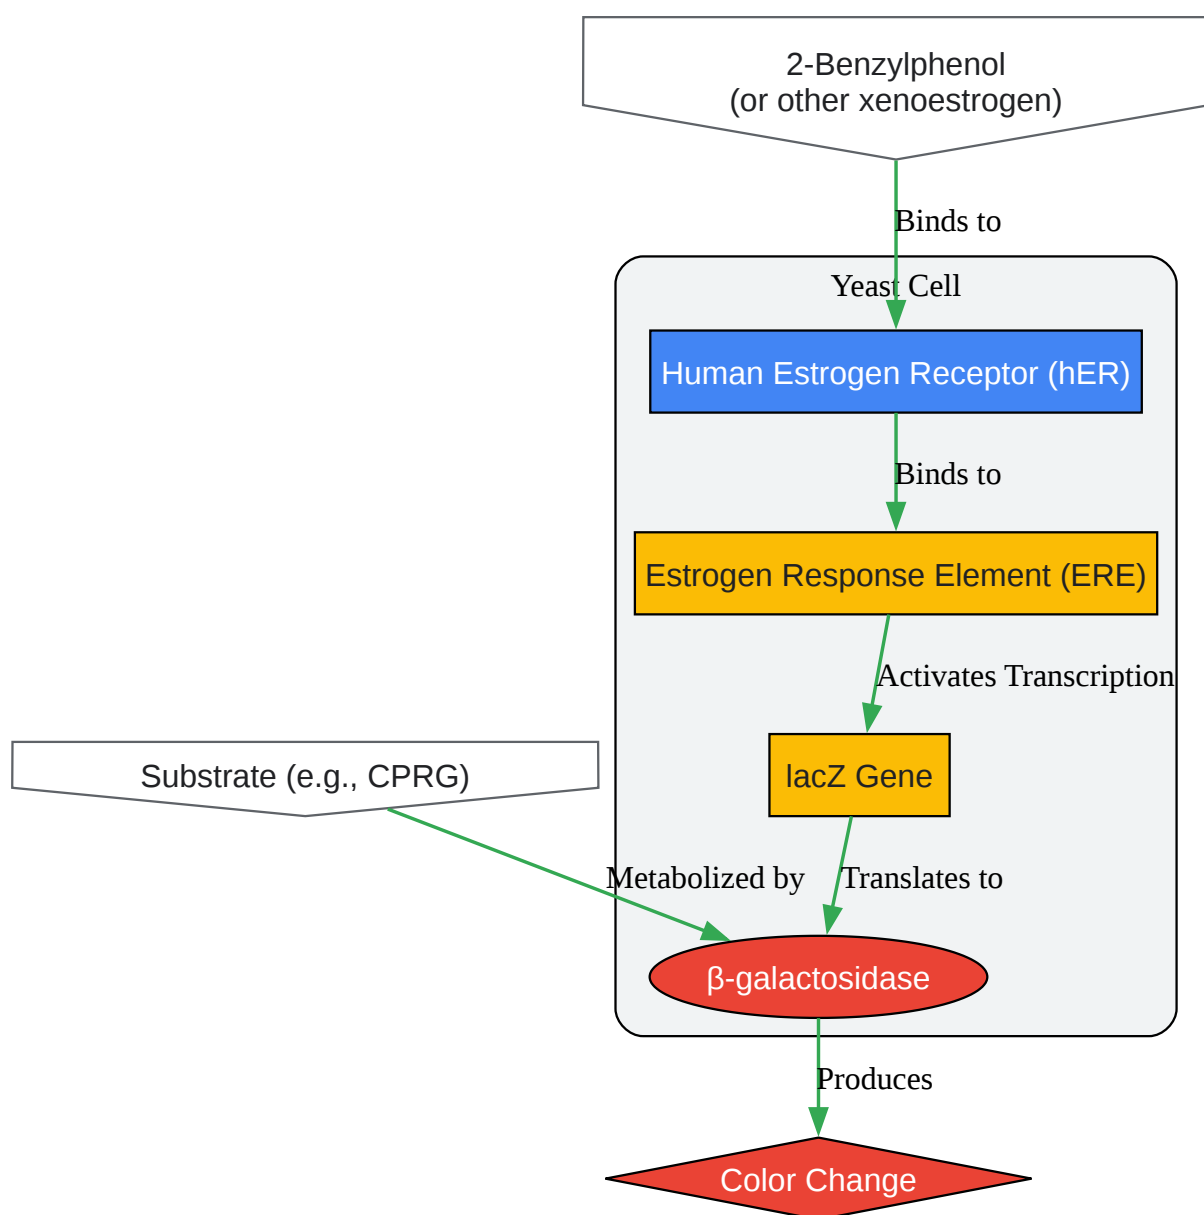 2-Benzylphenol
(or other xenoestrogen)
Binds to
Yeast Cell
Human Estrogen Receptor (hER)
Binds to
Estrogen Response Element (ERE)
Activates Transcription
Substrate (e.g., CPRG)
lacZ Gene
Metabolized by
Translates to
β-galactosidase
Produces
Color Change